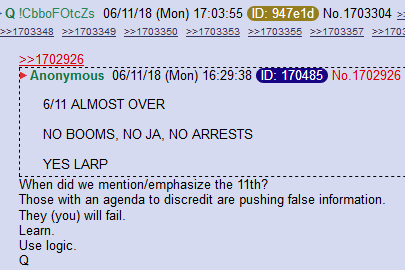 Q !CbboFOtcZs 06/11/18 (Mon) 17:03:55 ID: 947e1d No.1703304
>>1703348 >>1703349 >>1703350 >>1703353 >>1703355 >>1703357
>>1702926
Anonymous 06/11/18 (Mon) 16:29:38 ID: 170485 No.1702926
6/11 ALMOST OVER
NO BOOMS, NO JA, NO ARRESTS
YES LARP
When did we mention/emphasize the 11th?
Those with an agenda to discredit are pushing false information.
They (you) will fail.
Learn.
Use logic.
Q